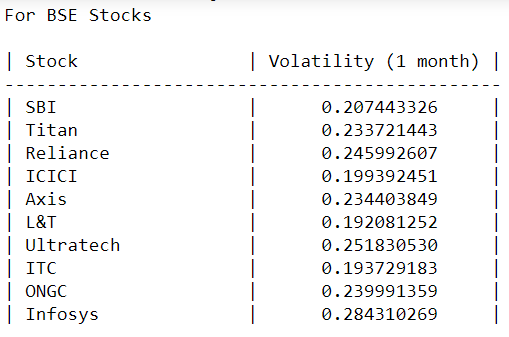 For BSE Stocks
| Stock | Volatility (1 month) |
--------------------------------------------------
| SBI | 0.207443326 |
| Titan | 0.233721443 |
| Reliance | 0.245992607 |
| ICICI | 0.199392451 |
| Axis | 0.234403849 |
| L&T | 0.192081252 |
| Ultratech | 0.251830530 |
| ITC | 0.193729183 |
| ONGC | 0.239991359 |
| Infosys | 0.284310269 |